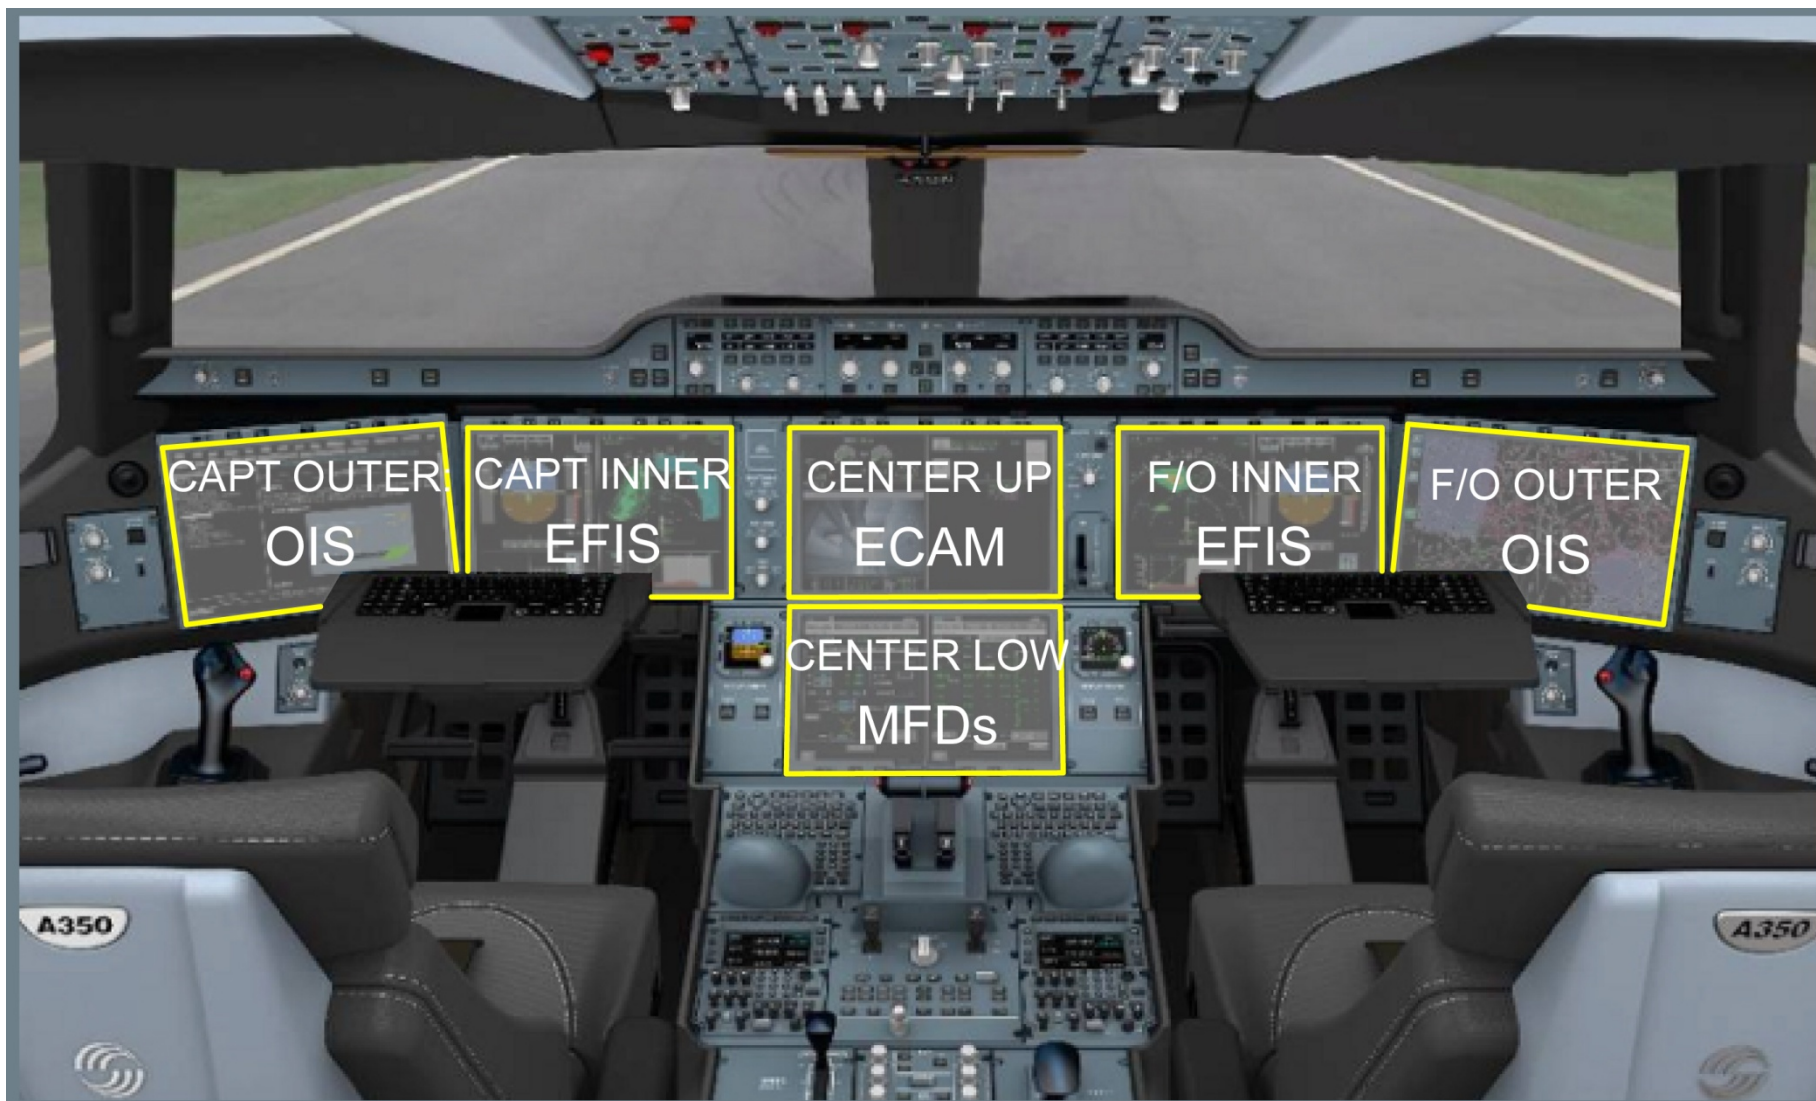 CAPT OUTER:
OIS
CAPT INNER
EFIS
CENTER UP
ECAM
F/O INNER
EFIS
F/O OUTER
OIS
CENTER LOW
MFDs
A350
A350